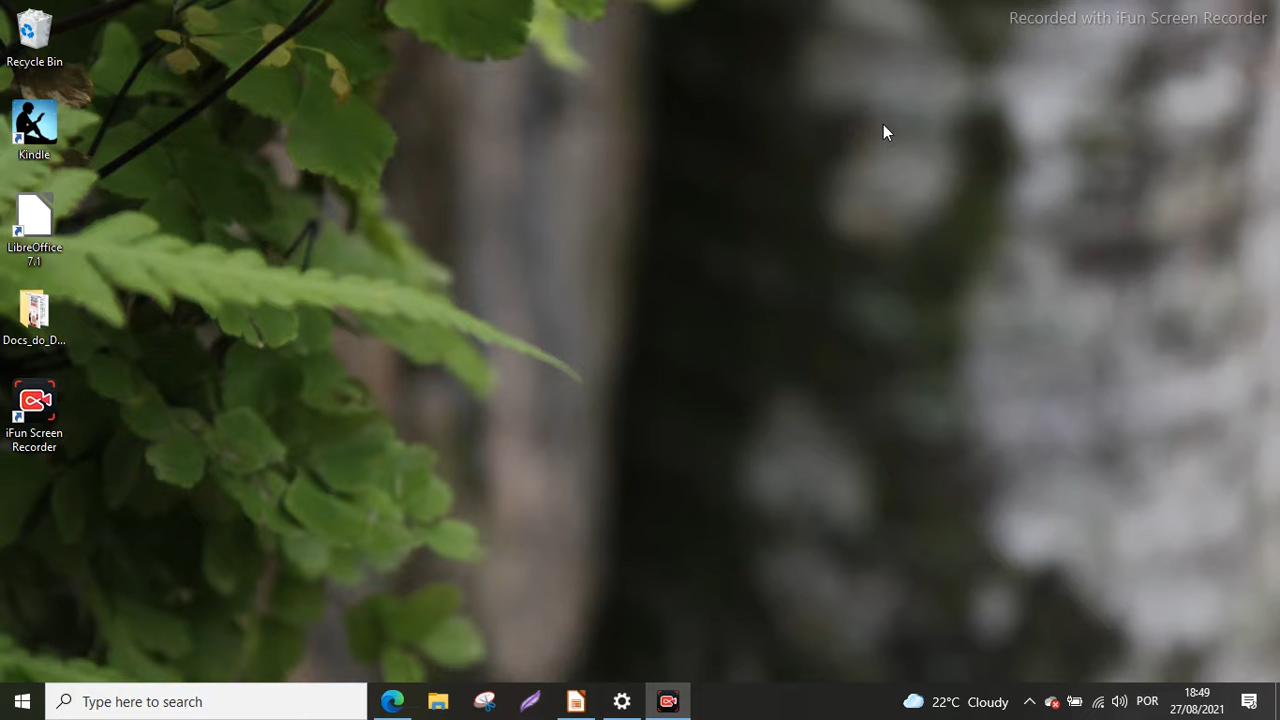 Recorded with iFun Screen Recorder
Recycle Bin
Kindle
LibreOffice
7.1
Docs_do_D...
iFun Screen
Recorder
Type here to search
22°C Cloudy
POR
18:49
27/08/2021